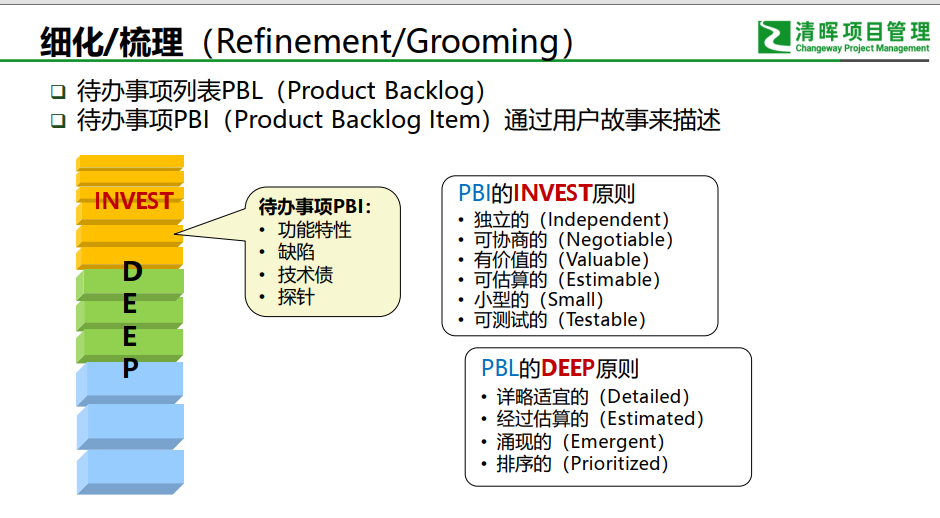 细化/梳理（Refinement/Grooming）
清晖项目管理
Changeway Project Management
待办事项列表PBL（Product Backlog）
待办事项PBI（Product Backlog Item）通过用户故事来描述
INVEST
D
E
E
P
待办事项PBI：
• 功能特性
• 缺陷
• 技术债
• 探针
PBI的INVEST原则
• 独立的（Independent）
• 可协商的（Negotiable）
• 有价值的（Valuable）
• 可估算的（Estimable）
• 小型的（Small）
• 可测试的（Testable）
PBL的DEEP原则
• 详略适宜的（Detailed）
• 经过估算的（Estimated）
• 涌现的（Emergent）
• 排序的（Prioritized）